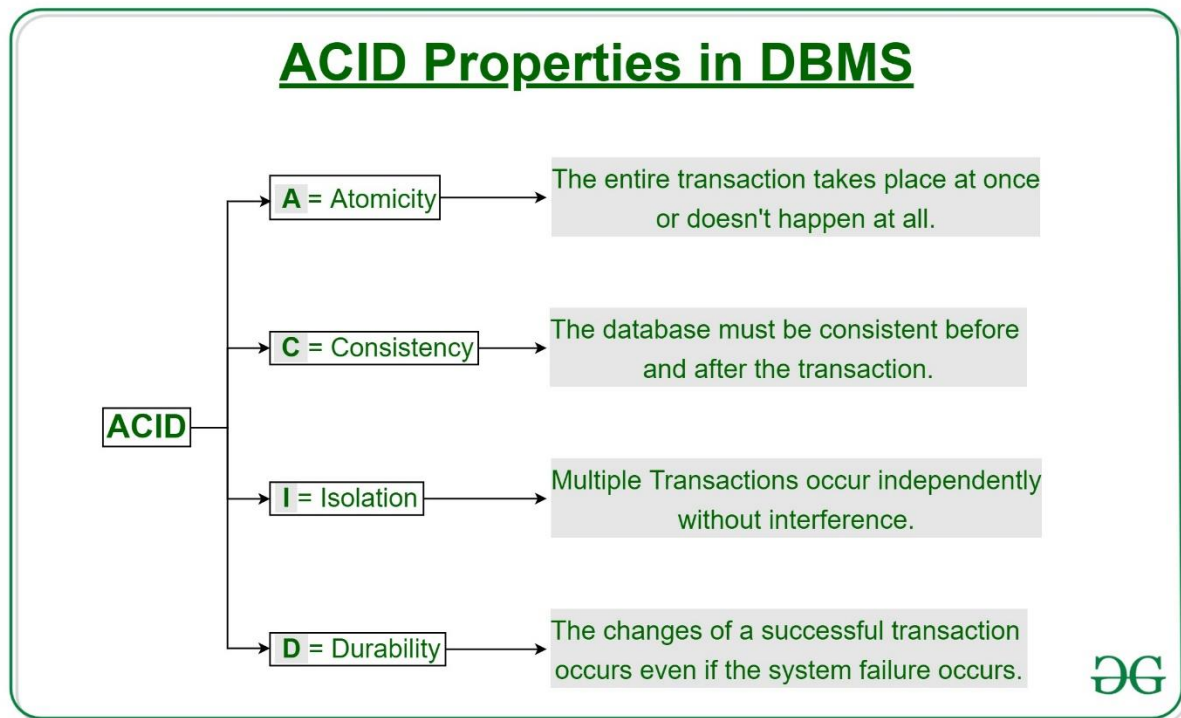 ACID Properties in DBMS
A = Atomicity
The entire transaction takes place at once
or doesn't happen at all.
C = Consistency
The database must be consistent before
and after the transaction.
ACID
I = Isolation
Multiple Transactions occur independently
without interference.
D = Durability
The changes of a successful transaction
occurs even if the system failure occurs.